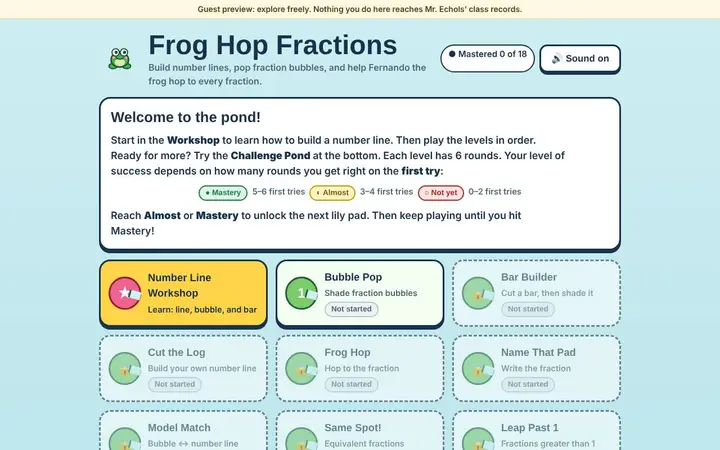 Guest preview: explore freely. Nothing you do here reaches Mr. Echols' class records.
Frog Hop Fractions
Build number lines, pop fraction bubbles, and help Fernando the
frog hop to every fraction.
Mastered 0 of 18
Sound on
Welcome to the pond!
Start in the Workshop to learn how to build a number line. Then play the levels in order.
Ready for more? Try the Challenge Pond at the bottom. Each level has 6 rounds. Your level of
success depends on how many rounds you get right on the first try:
Mastery 5–6 first tries Almost 3–4 first tries Not yet 0–2 first tries
Reach Almost or Mastery to unlock the next lily pad. Then keep playing until you hit
Mastery!
Number Line
Workshop
Learn: line, bubble, and bar
1
Bubble Pop
Shade fraction bubbles
Not started
Bar Builder
Cut a bar, then shade it
Not started
Cut the Log
Build your own number line
Not started
Frog Hop
Hop to the fraction
Not started
Name That Pad
Write the fraction
Not started
Model Match
Bubble ↔ number line
Same Spot!
Equivalent fractions
Leap Past 1
Fractions greater than 1